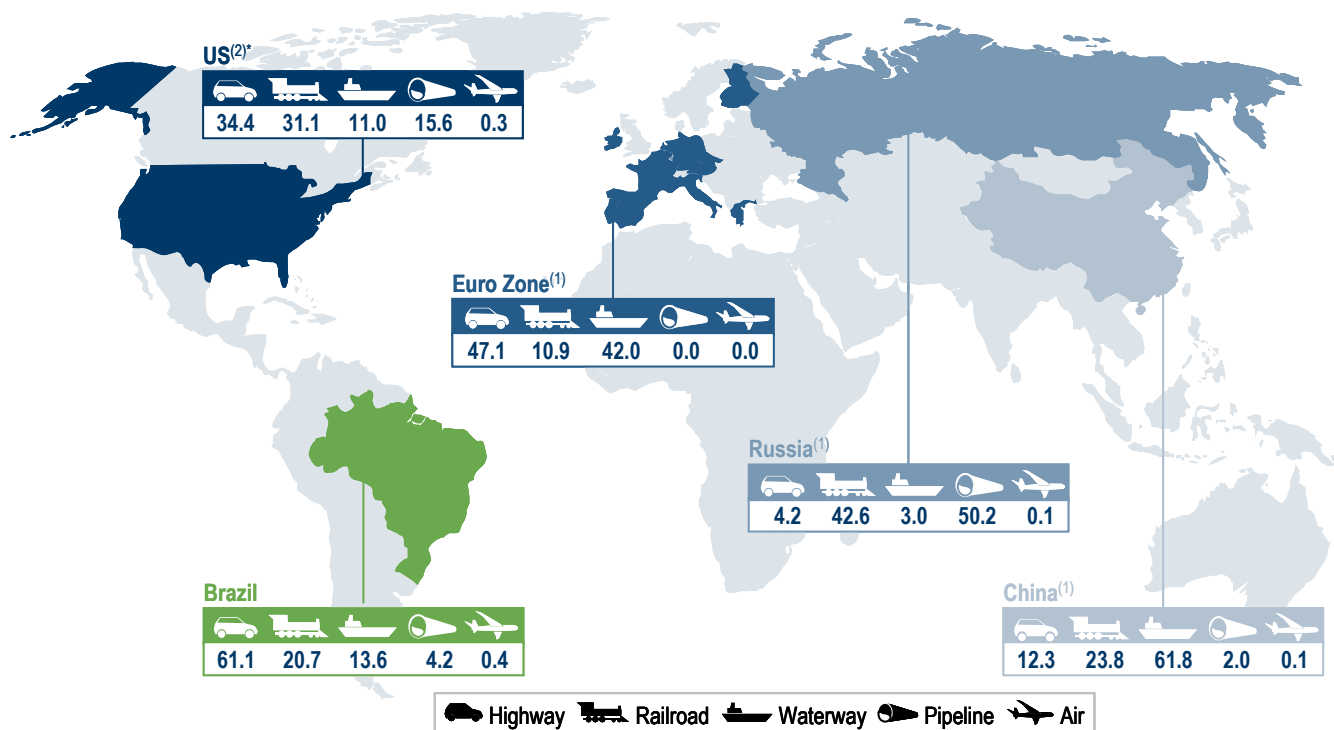 US(2)*
34.4 31.1 11.0 15.6 0.3
Euro Zone(1)
47.1 10.9 42.0 0.0 0.0
Russia(1)
4.2 42.6 3.0 50.2 0.1
Brazil
61.1 20.7 13.6 4.2 0.4
China(1)
12.3 23.8 61.8 2.0 0.1
Highway Railroad Waterway Pipeline Air